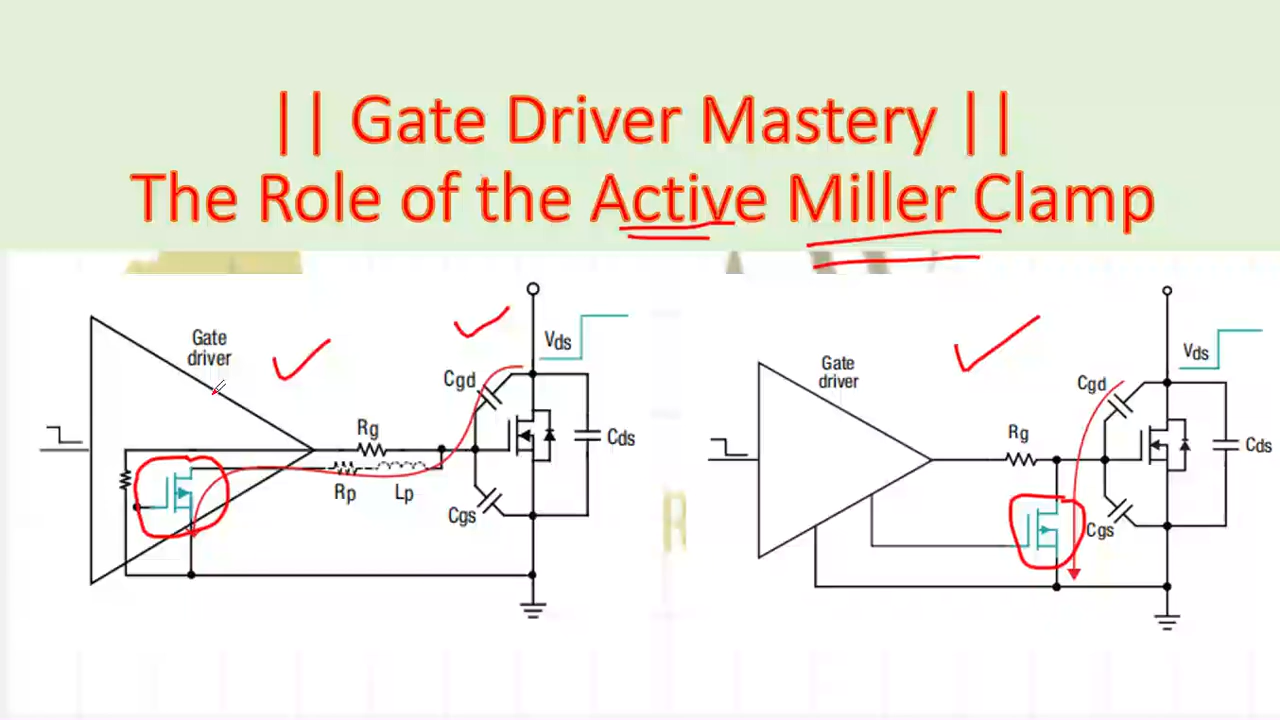 || Gate Driver Mastery ||
The Role of the Active Miller Clamp
Gate
driver
Vds
Cgd
Rg
Cds
Rp
Lp
Cgs
Gate
driver
Vds
Cgd
Rg
Cds
Cgs
R